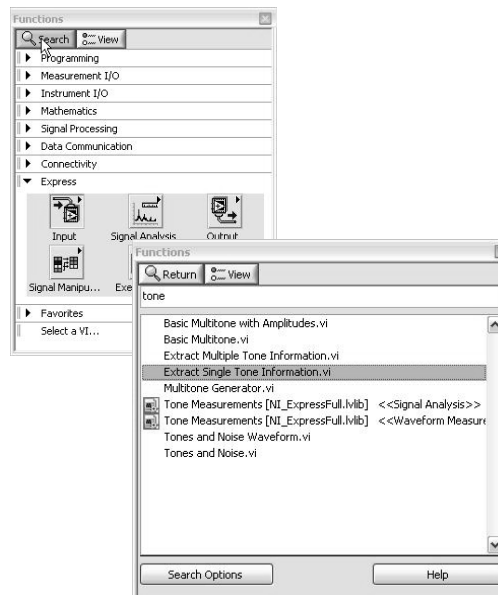 Functions
Search View
Programming
Measurement I/O
Instrument I/O
Mathematics
Signal Processing
Data Communication
Connectivity
Express
Input Signal Analysis Output
Signal Manipu...
Favorites
Select a VI...
Functions
Return View
tone
Basic Multitone with Amplitudes.vi
Basic Multitone.vi
Extract Multiple Tone Information.vi
Extract Single Tone Information.vi
Multitone Generator.vi
Tone Measurements [NI_ExpressFull.lvlib] <<Signal Analysis>>
Tone Measurements [NI_ExpressFull.lvlib] <<Waveform Measure
Tones and Noise Waveform.vi
Tones and Noise.vi
Search Options Help